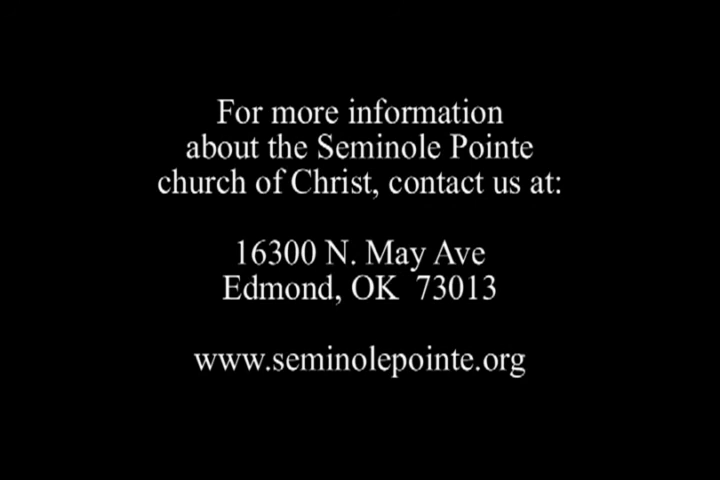 For more information
about the Seminole Pointe
church of Christ, contact us at:
16300 N. May Ave
Edmond, OK  73013
www.seminolepointe.org